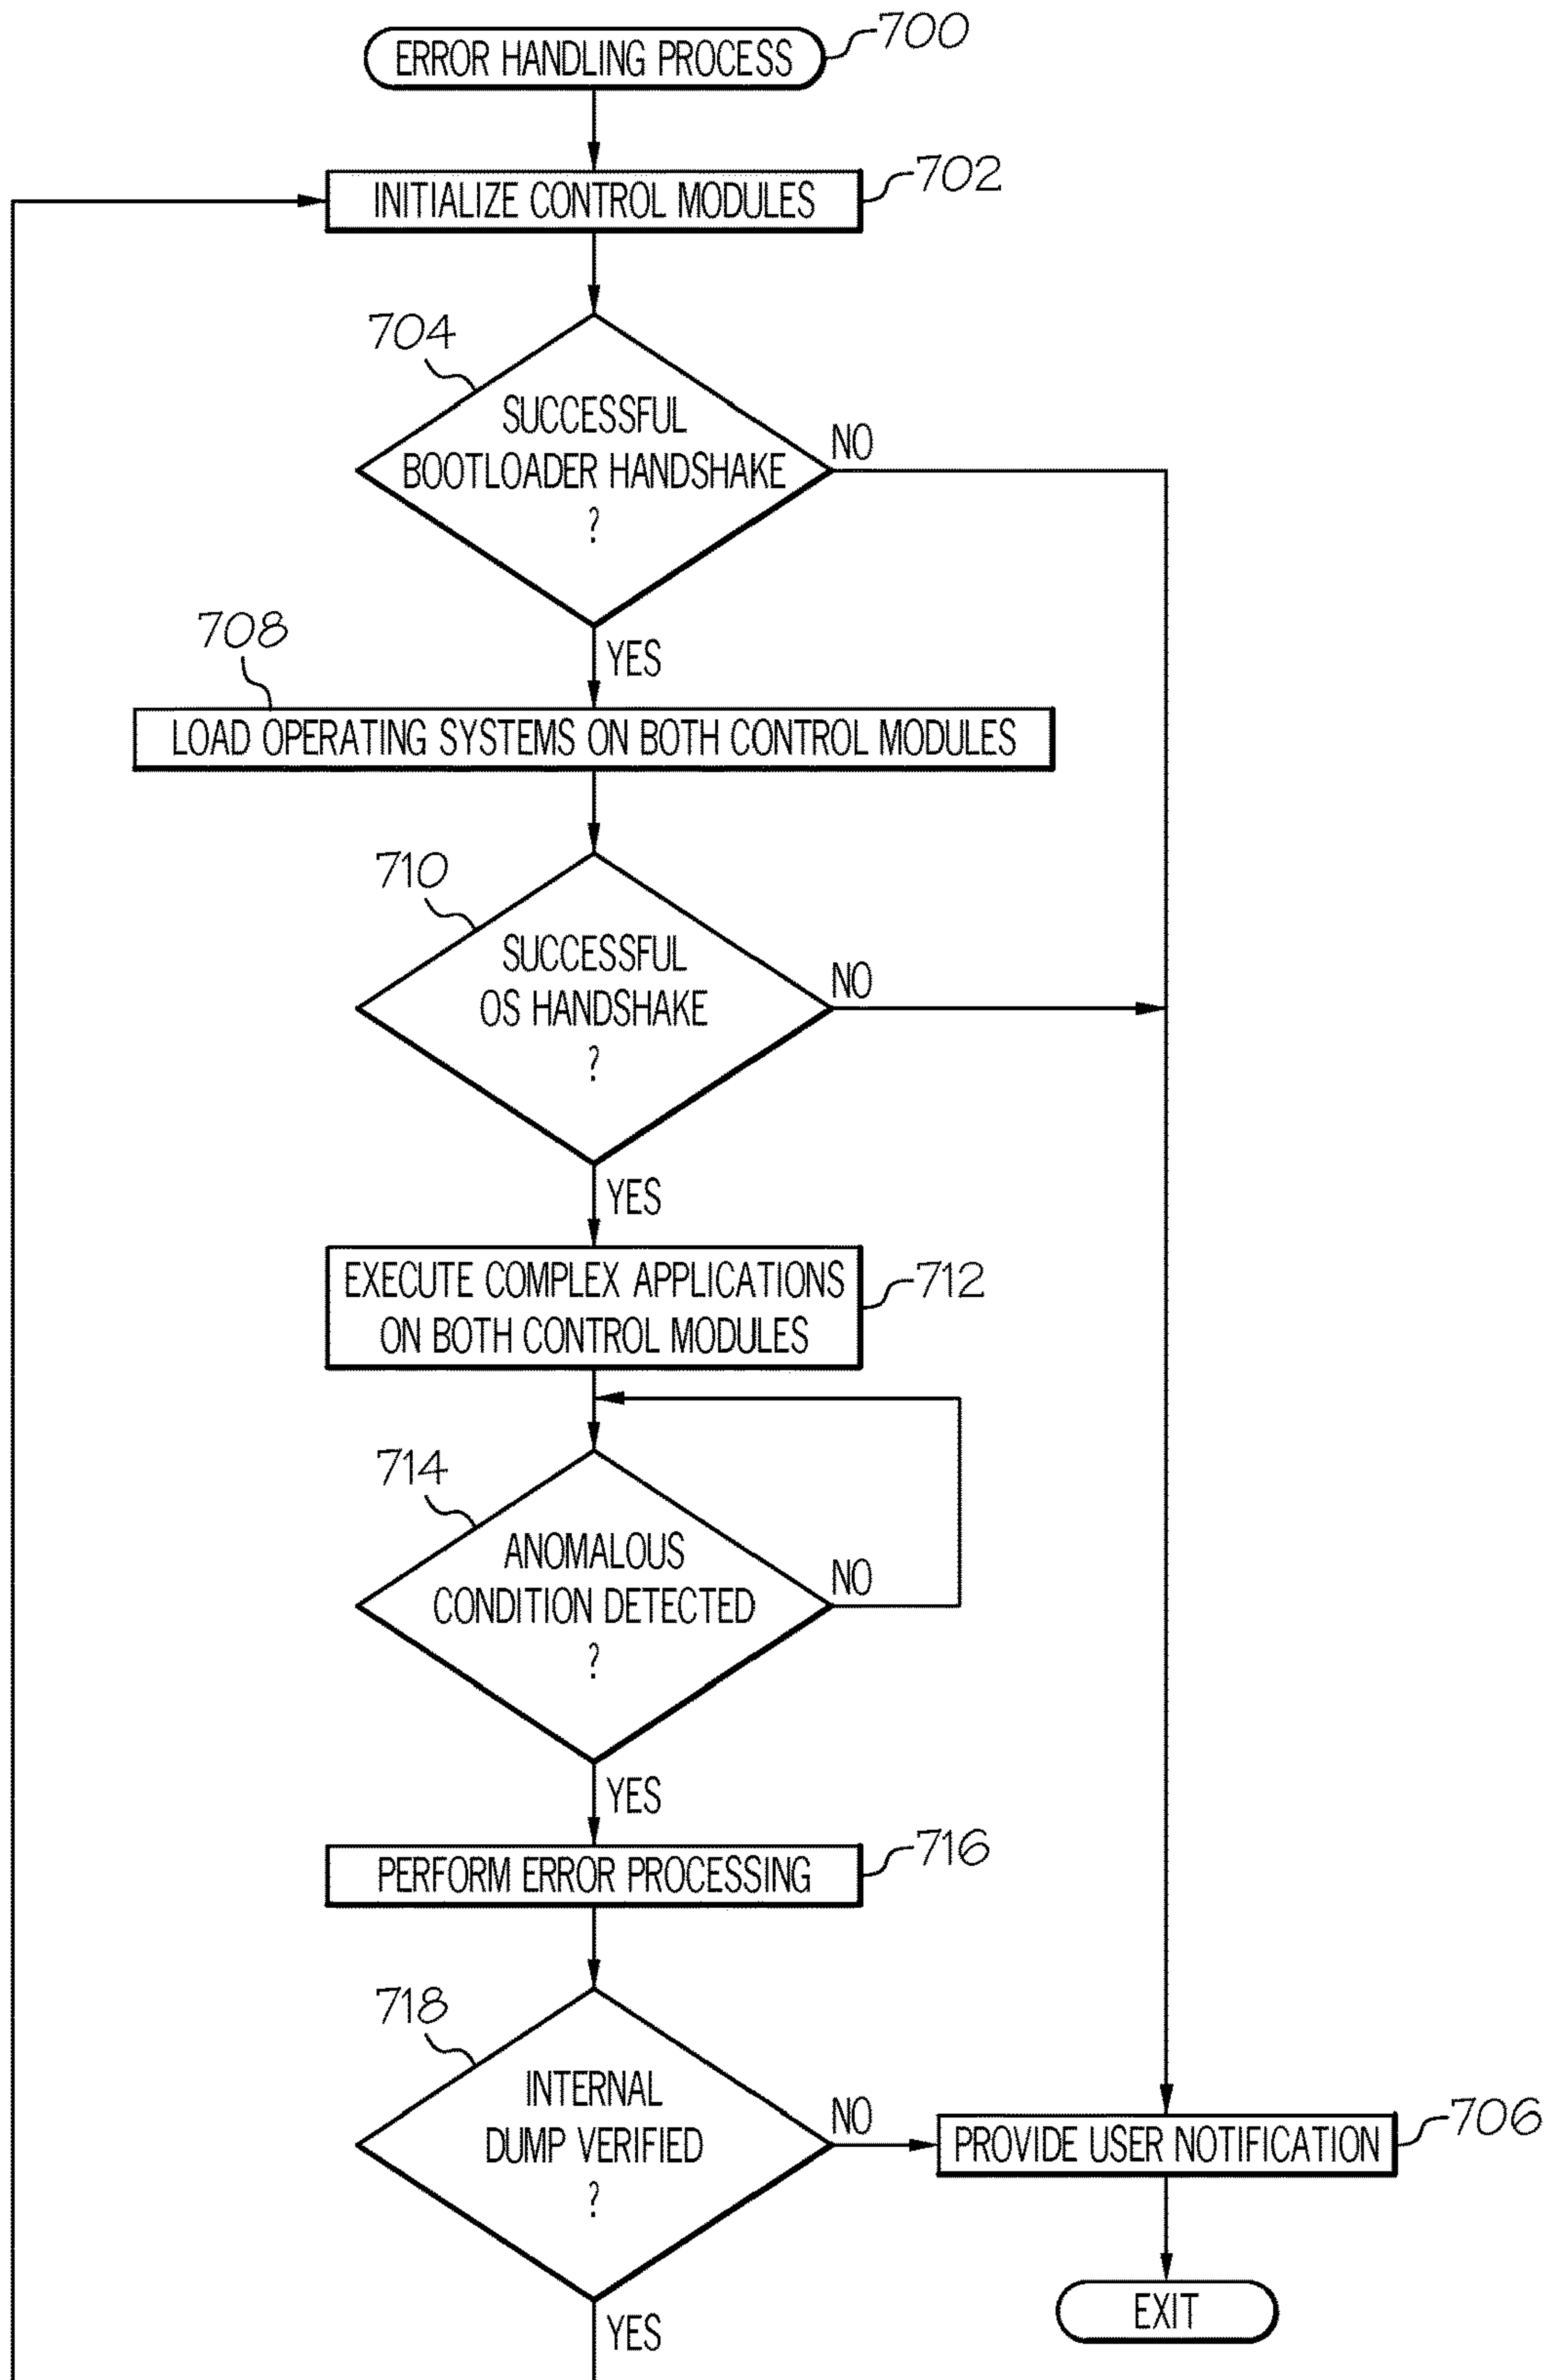 ERROR HANDLING PROCESS
700
INITIALIZE CONTROL MODULES
702
704
SUCCESSFUL
BOOTLOADER HANDSHAKE
?
NO
YES
708
LOAD OPERATING SYSTEMS ON BOTH CONTROL MODULES
710
SUCCESSFUL
OS HANDSHAKE
?
NO
YES
EXECUTE COMPLEX APPLICATIONS
ON BOTH CONTROL MODULES
712
714
ANOMALOUS
CONDITION DETECTED
?
NO
YES
PERFORM ERROR PROCESSING
716
718
INTERNAL
DUMP VERIFIED
?
NO
PROVIDE USER NOTIFICATION
706
YES
EXIT